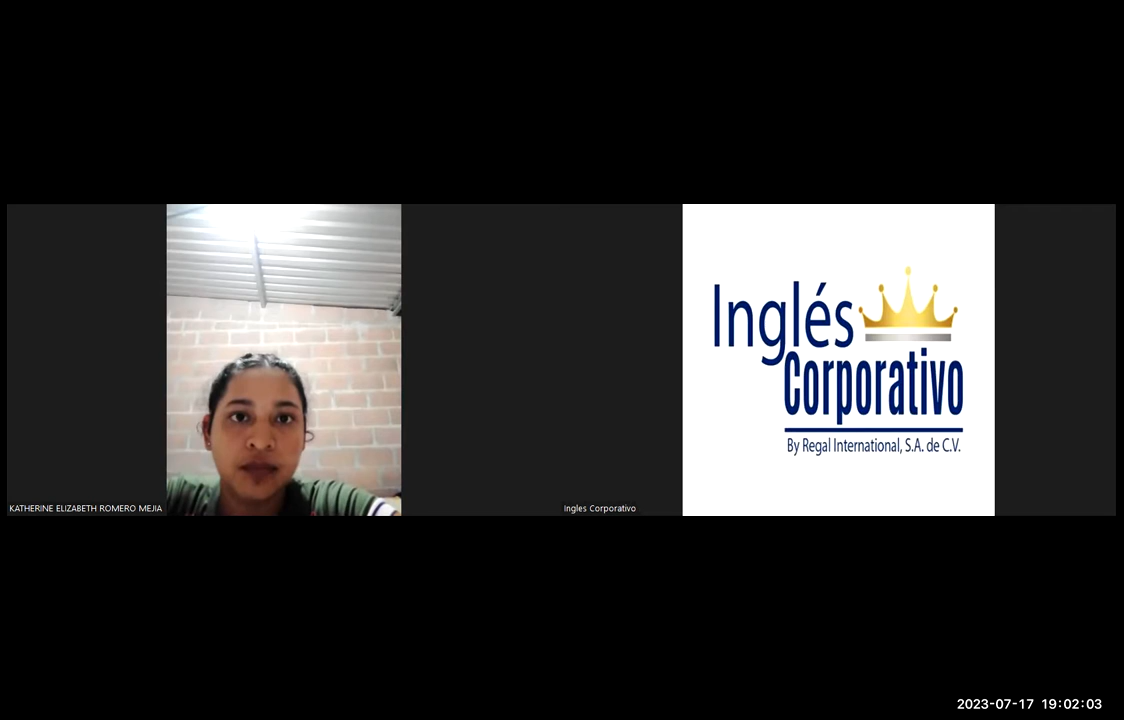 Inglés
Corporativo
By Regal International, S.A. de C.V.
KATHERINE ELIZABETH ROMERO MEJIA
Ingles Corporativo
2023-07-17 19:02:03